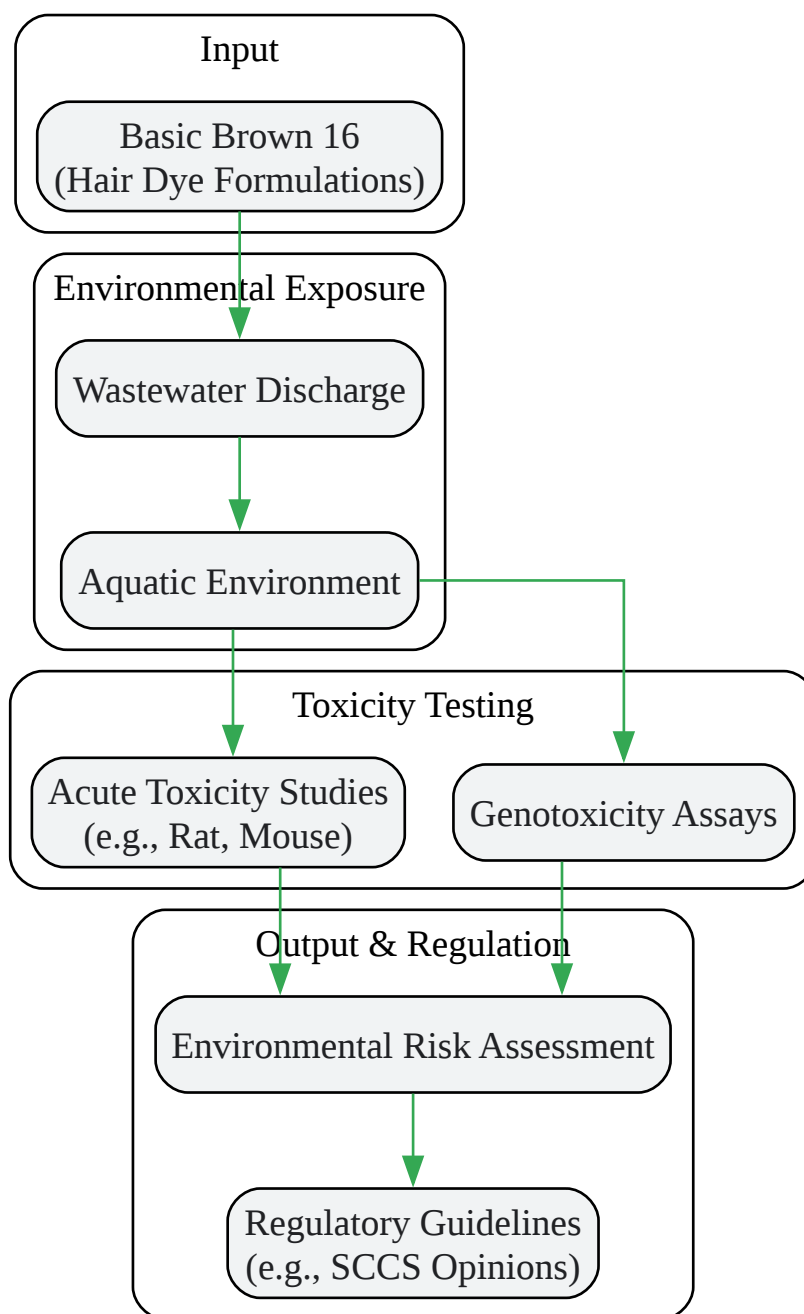 Input
Basic Brown 16
(Hair Dye Formulations)
Environmental Exposure
Wastewater Discharge
Aquatic Environment
Toxicity Testing
Acute Toxicity Studies
(e.g., Rat, Mouse)
Genotoxicity Assays
Output & Regulation
Environmental Risk Assessment
Regulatory Guidelines
(e.g., SCCS Opinions)